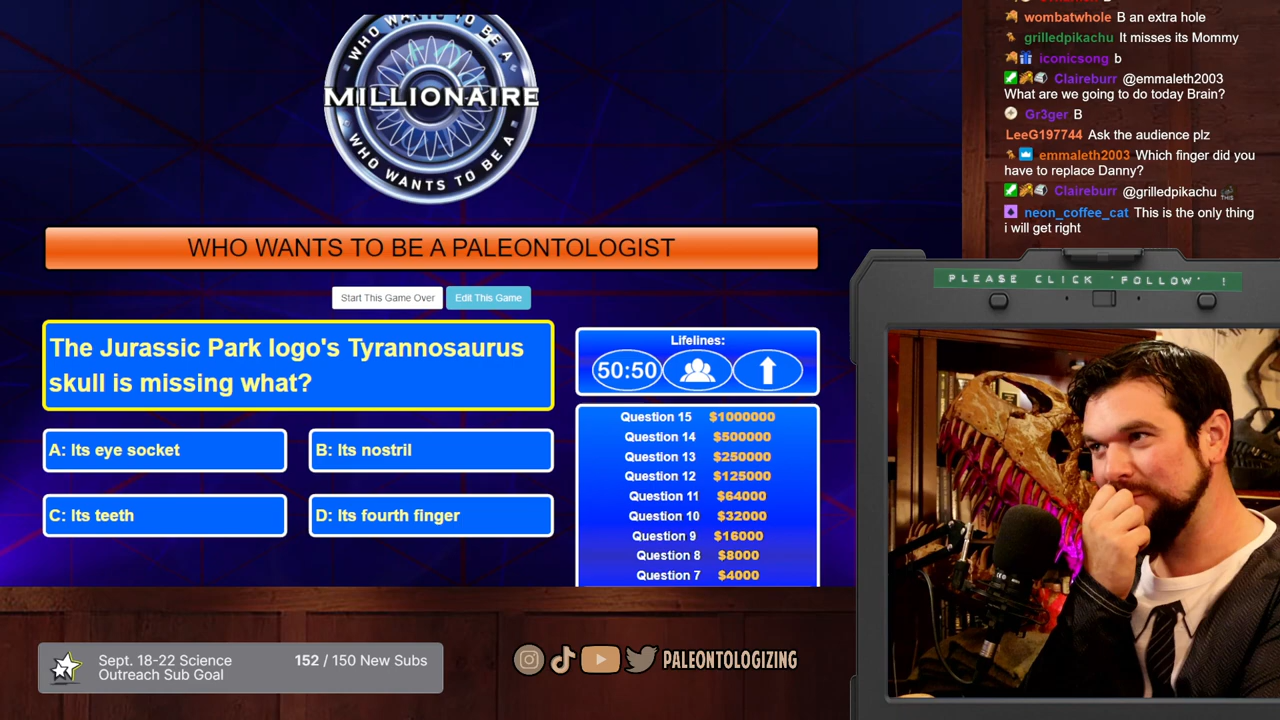 WHO WANTS TO BE A
MILLIONAIRE
WHO WANTS TO BE A
WHO WANTS TO BE A PALEONTOLOGIST
Start This Game Over
Edit This Game
The Jurassic Park logo's Tyrannosaurus
skull is missing what?
A: Its eye socket
B: Its nostril
C: Its teeth
D: Its fourth finger
Lifelines:
50:50
Question 15 $1000000
Question 14 $500000
Question 13 $250000
Question 12 $125000
Question 11 $64000
Question 10 $32000
Question 9 $16000
Question 8 $8000
Question 7 $4000
wombatwhole B an extra hole
grilledpikachu It misses its Mommy
iconicsong b
Claireburr @emmaleth2003
What are we going to do today Brain?
Gr3ger B
LeeG197744 Ask the audience plz
emmaleth2003 Which finger did you
have to replace Danny?
Claireburr @grilledpikachu
THIS
neon_coffee_cat This is the only thing
i will get right
PLEASE CLICK 'FOLLOW' !
Sept. 18-22 Science
Outreach Sub Goal
152 / 150 New Subs
PALEONTOLOGIZING